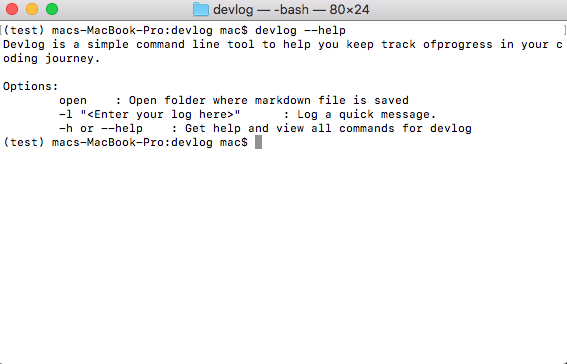 devlog — -bash — 80×24
(test) macs-MacBook-Pro:devlog mac$ devlog --help
Devlog is a simple command line tool to help you keep track ofprogress in your c
oding journey.
Options:
open : Open folder where markdown file is saved
-l "<Enter your log here>" : Log a quick message.
-h or --help : Get help and view all commands for devlog
(test) macs-MacBook-Pro:devlog mac$